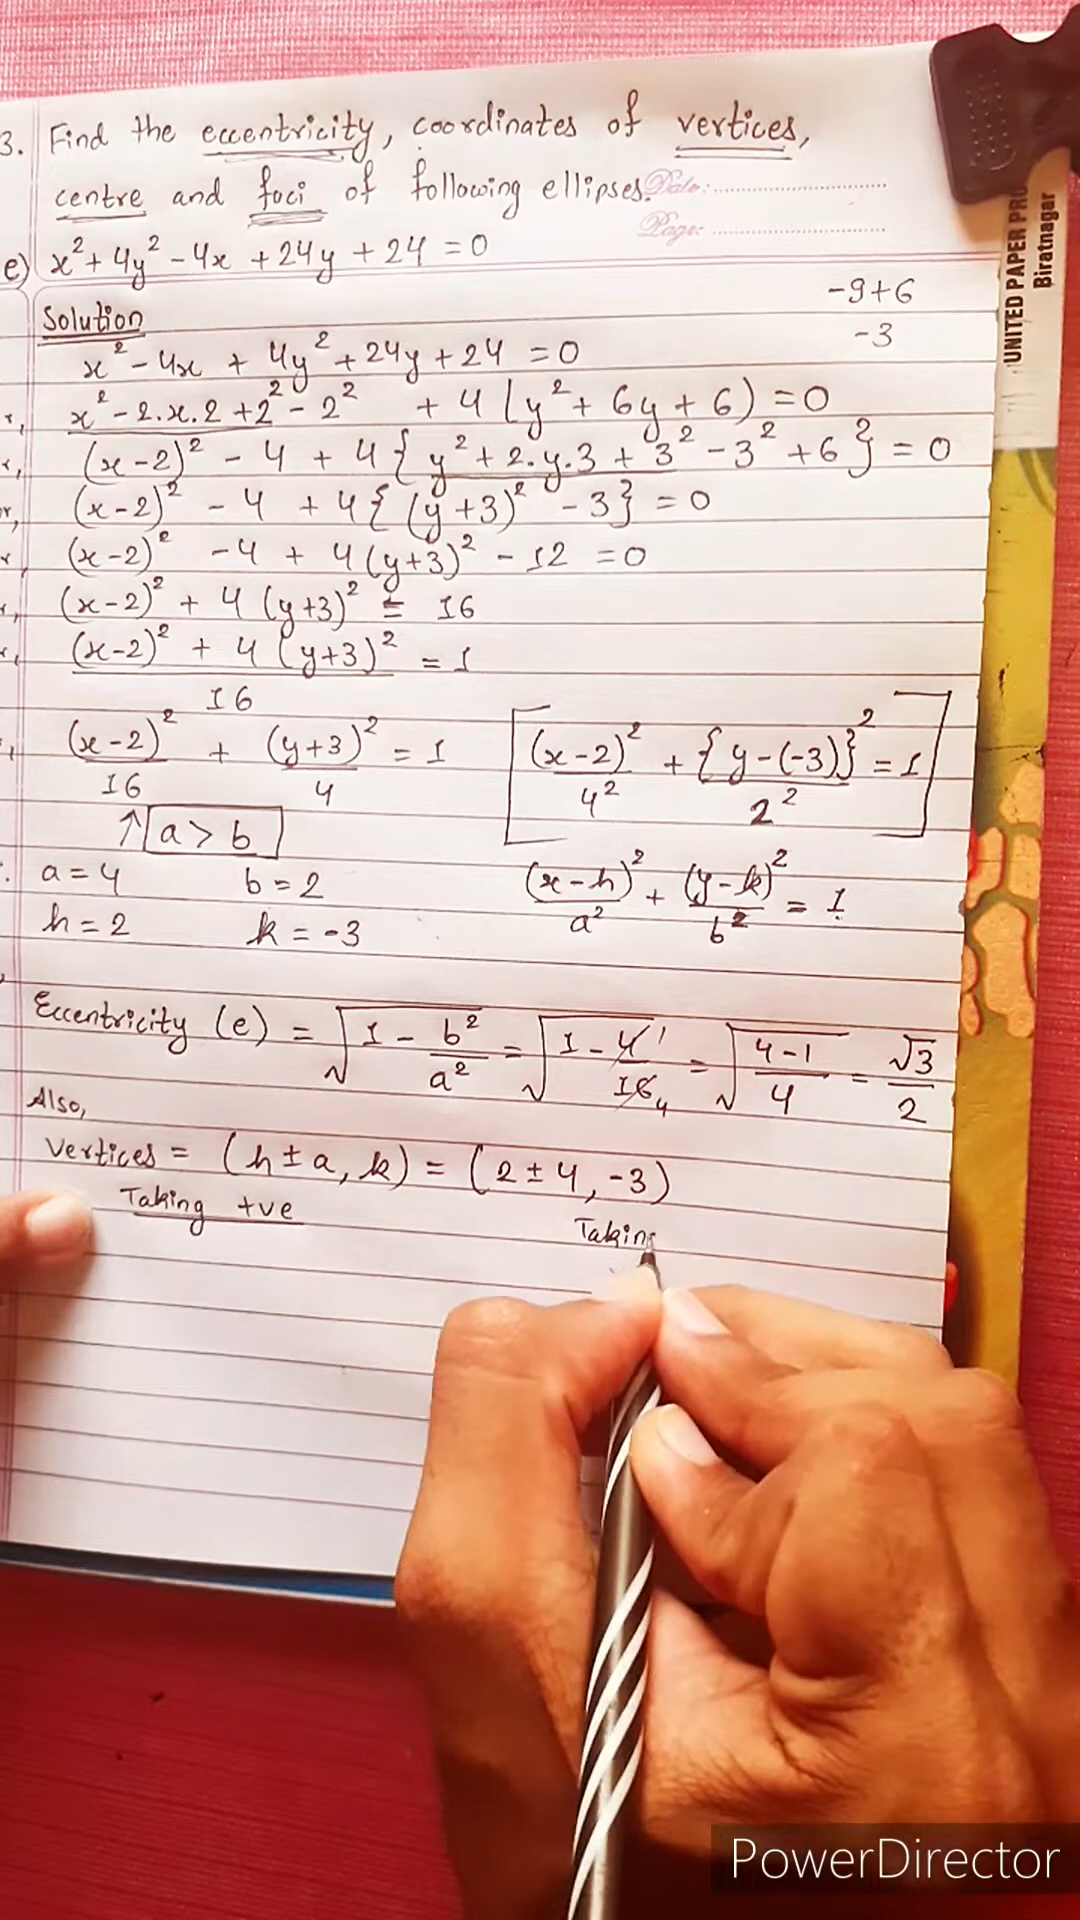 3. Find the eccentricity, coordinates of vertices,
centre and foci of following ellipses.
Date:
Page:
e) x² + 4y² - 4x + 24y + 24 = 0
Solution
-9+6
-3
x² - 4x + 4y² + 24y + 24 = 0
x² - 2.x.2 + 2² - 2² + 4 (y² + 6y + 6) = 0
(x-2)² - 4 + 4 { y² + 2.y.3 + 3² - 3² + 6 } = 0
(x-2)² - 4 + 4 { (y+3)² - 3} = 0
(x-2)² - 4 + 4 (y+3)² - 12 = 0
(x-2)² + 4 (y+3)² = 16
(x-2)² + 4 (y+3)² / 16 = 1
(x-2)² / 16 + (y+3)² / 4 = 1
(x-2)² / 4² + {y-(-3)}² / 2² = 1
↑ a > b
a = 4 b = 2
(x-h)² / a² + (y-k)² / b² = 1
h = 2 k = -3
Eccentricity (e) = √(1 - b²/a²) = √(1 - 4 1/16 4) = √(4-1 / 4) = √3 / 2
Also,
Vertices = (h ± a, k) = (2 ± 4, -3)
Taking +ve
Taking
UNITED PAPER PRO
Biratnagar
PowerDirector